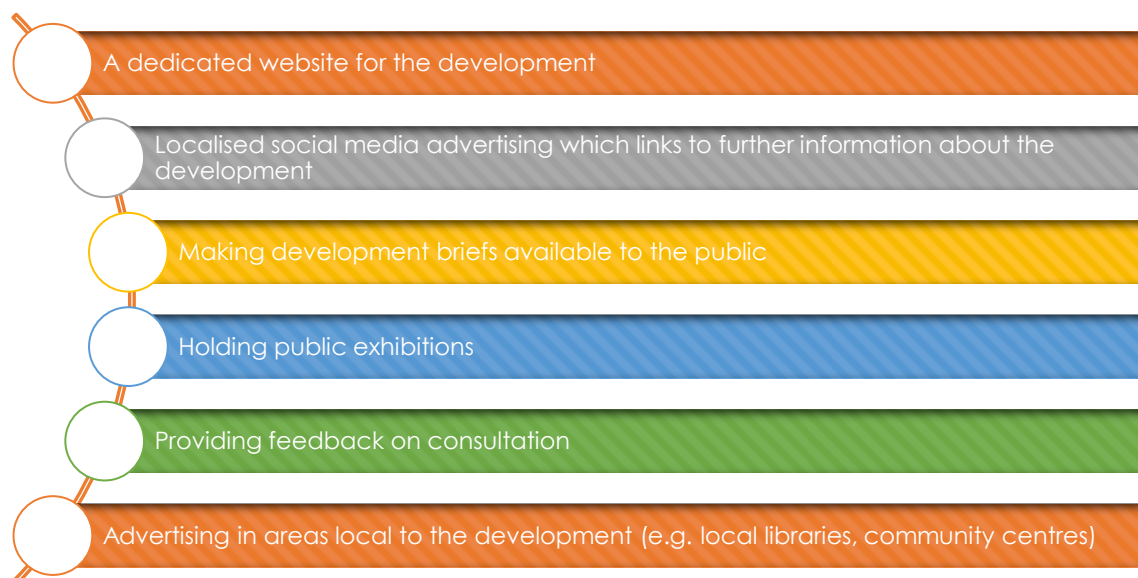 A dedicated website for the development
Localised social media advertising which links to further information about the
development
Making development briefs available to the public
Holding public exhibitions
Providing feedback on consultation
Advertising in areas local to the development (e.g. local libraries, community centres)